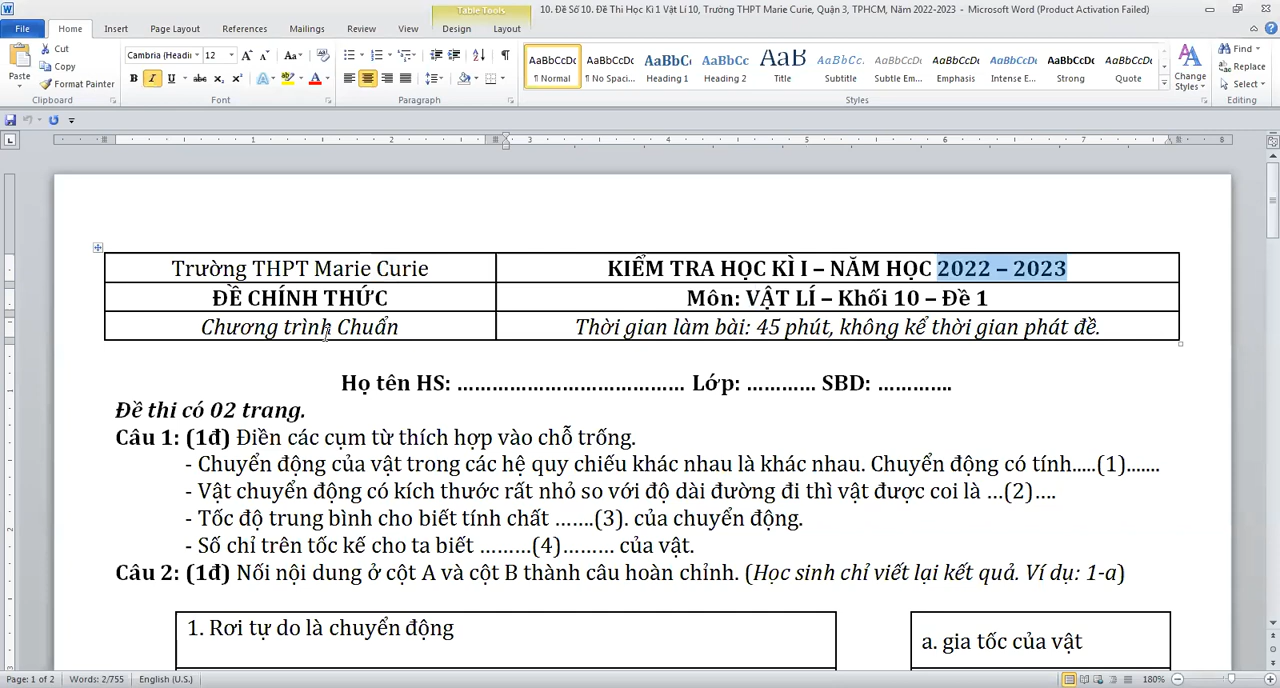 10. Đề Số 10. Đề Thi Học Kì 1 Vật Lí 10, Trường THPT Marie Curie, Quận 3, TPHCM, Năm 2022-2023 - Microsoft Word (Product Activation Failed)
Table Tools
File Home Insert Page Layout References Mailings Review View Design Layout
Paste Cut Copy Format Painter
Cambria (Headi 12 Aa
B I U abc x₂ x² A ab A
AaBbCcDc AaBbCcDc AaBbC AaBbCc AaB AaBbCc. AaBbCcDc AaBbCcDc AaBbCcDc AaBbCcDc AaBbCcDc
¶ Normal ¶ No Spaci... Heading 1 Heading 2 Title Subtitle Subtle Em... Emphasis Intense E... Strong Quote
Change Styles
Find Replace Select
Clipboard Font Paragraph Styles Editing
1 2 3 4 5 6 7 8
Trường THPT Marie Curie KIỂM TRA HỌC KÌ I – NĂM HỌC 2022 – 2023
ĐỀ CHÍNH THỨC Môn: VẬT LÍ – Khối 10 – Đề 1
Chương trình Chuẩn Thời gian làm bài: 45 phút, không kể thời gian phát đề.
Họ tên HS: ………………………………… Lớp: ………… SBD: ………….
Đề thi có 02 trang.
Câu 1: (1đ) Điền các cụm từ thích hợp vào chỗ trống.
- Chuyển động của vật trong các hệ quy chiếu khác nhau là khác nhau. Chuyển động có tính.....(1).......
- Vật chuyển động có kích thước rất nhỏ so với độ dài đường đi thì vật được coi là …(2)….
- Tốc độ trung bình cho biết tính chất …….(3). của chuyển động.
- Số chỉ trên tốc kế cho ta biết ………(4)……… của vật.
Câu 2: (1đ) Nối nội dung ở cột A và cột B thành câu hoàn chỉnh. (Học sinh chỉ viết lại kết quả. Ví dụ: 1-a)
1. Rơi tự do là chuyển động
a. gia tốc của vật
Page: 1 of 2 Words: 2/755 English (U.S.) 180%